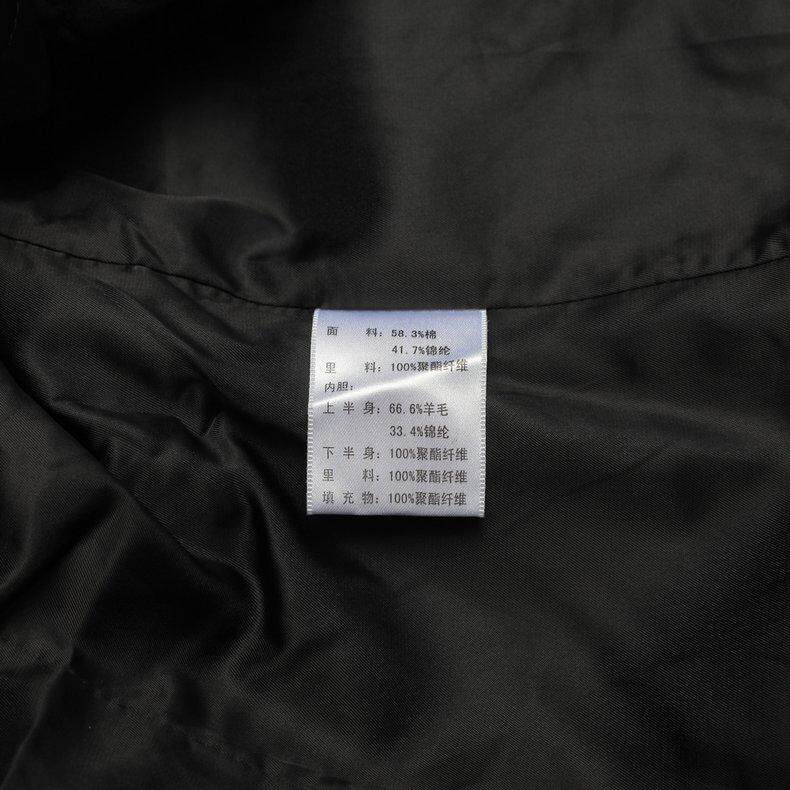 面 料：58.3%棉
41.7%锦纶
里 料：100%聚酯纤维
内胆：
上半身：66.6%羊毛
33.4%锦纶
下半身：100%聚酯纤维
里 料：100%聚酯纤维
填充物：100%聚酯纤维